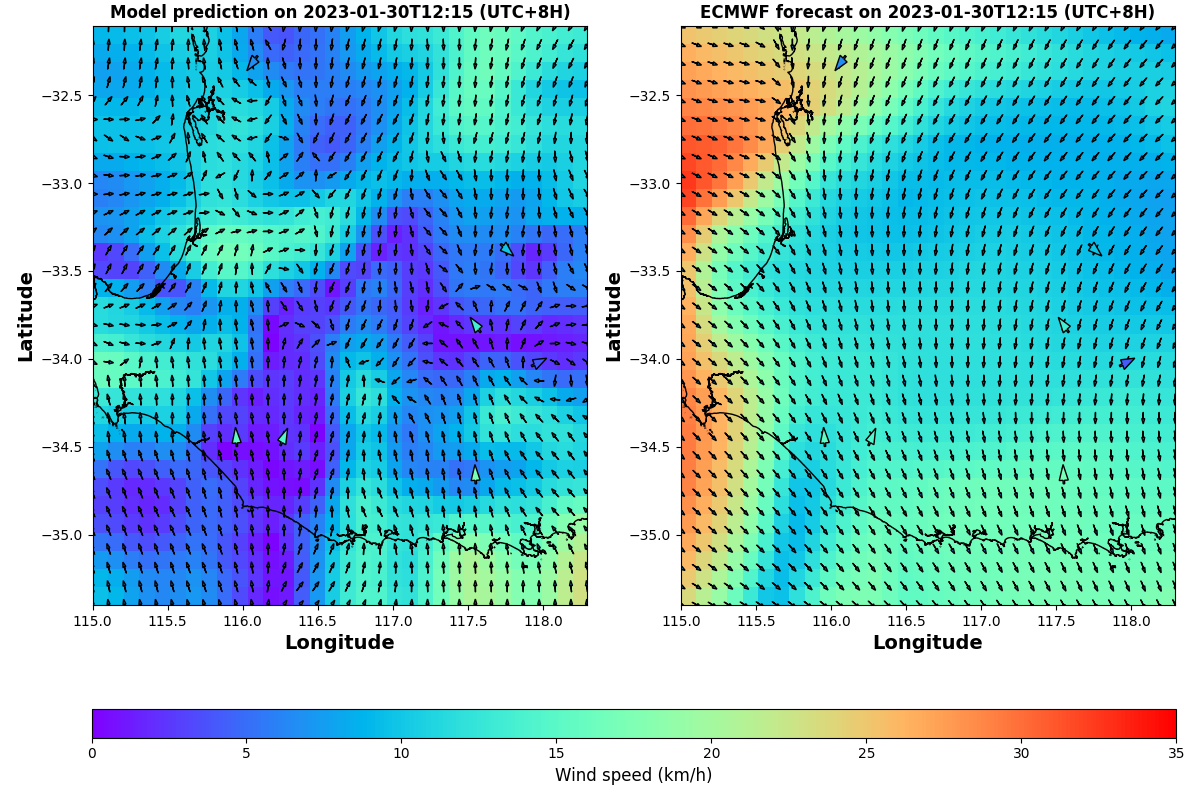 Model prediction on 2023-01-30T12:15 (UTC+8H)
ECMWF forecast on 2023-01-30T12:15 (UTC+8H)
Latitude
−32.5
−33.0
−33.5
−34.0
−34.5
−35.0
115.0 115.5 116.0 116.5 117.0 117.5 118.0
Longitude
Latitude
−32.5
−33.0
−33.5
−34.0
−34.5
−35.0
115.0 115.5 116.0 116.5 117.0 117.5 118.0
Longitude
0 5 10 15 20 25 30 35
Wind speed (km/h)